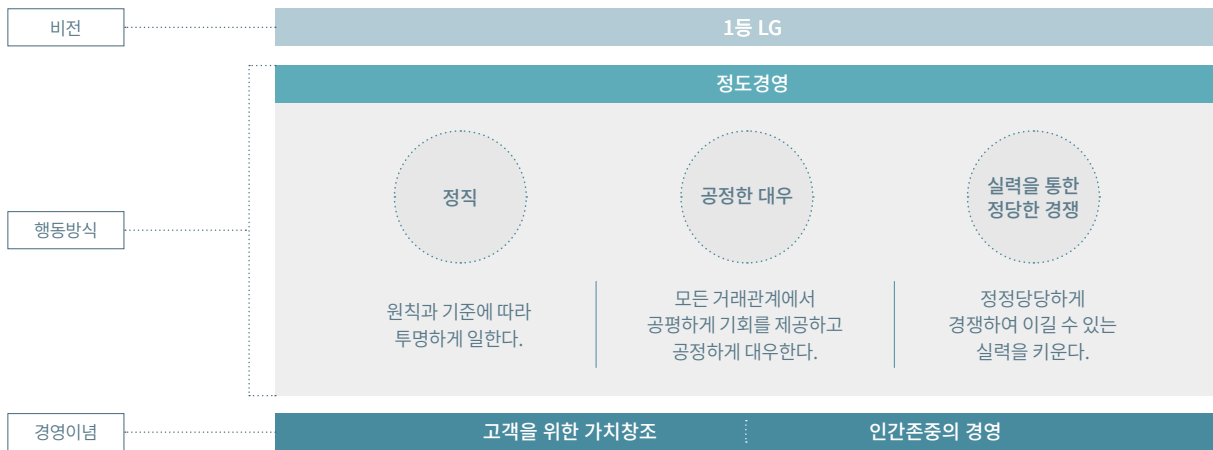 비전
1등 LG
정도경영
행동방식
정직
원칙과 기준에 따라
투명하게 일한다.
공정한 대우
모든 거래관계에서
공평하게 기회를 제공하고
공정하게 대우한다.
실력을 통한
정당한 경쟁
정정당당하게
경쟁하여 이길 수 있는
실력을 키운다.
경영이념
고객을 위한 가치창조
인간존중의 경영